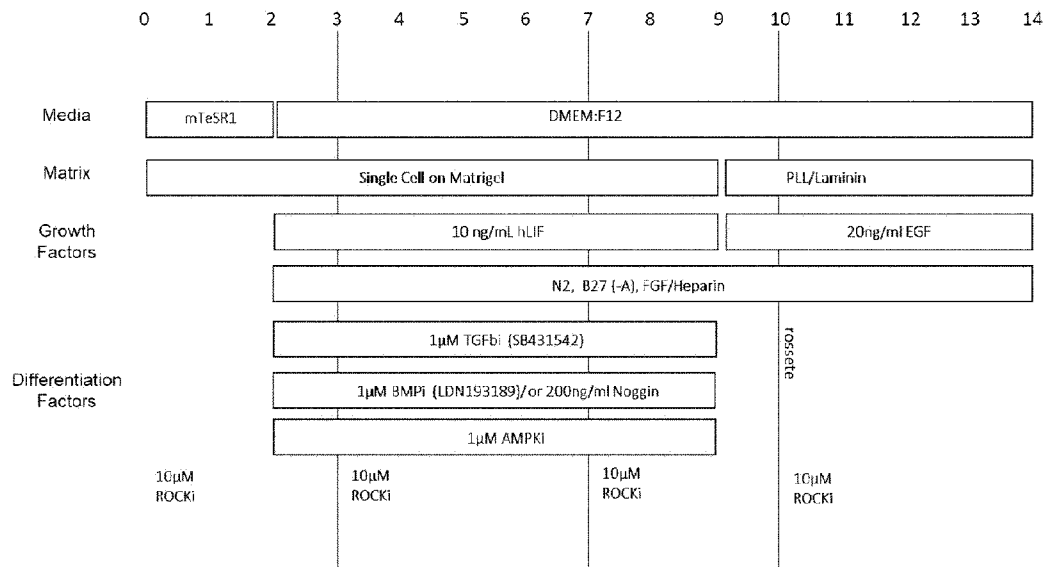 0 1 2 3 4 5 6 7 8 9 10 11 12 13 14
Media
mTeSR1
DMEM:F12
Matrix
Single Cell on Matrigel
PLL/Laminin
Growth
Factors
10 ng/mL hLIF
20ng/ml EGF
N2, B27 (-A), FGF/Heparin
Differentiation
Factors
1µM TGFbi (SB431542)
1µM BMPi (LDN193189)/or 200ng/ml Noggin
1µM AMPKi
rossete
10µM
ROCKi
10µM
ROCKi
10µM
ROCKi
10µM
ROCKi